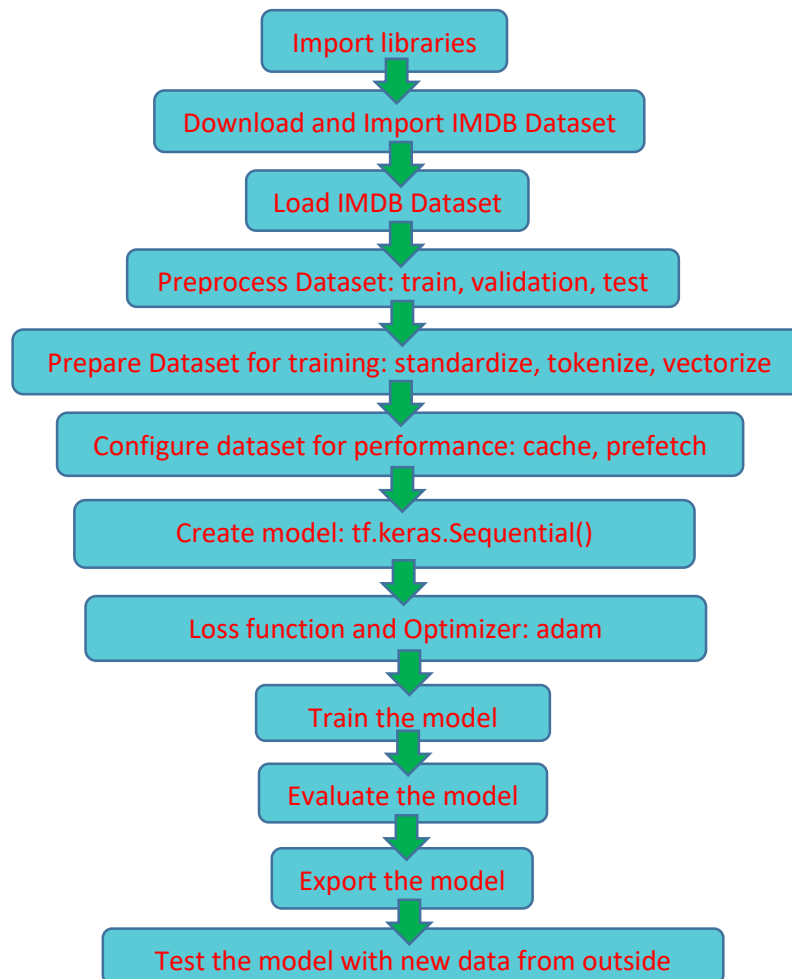 Import libraries
Download and Import IMDB Dataset
Load IMDB Dataset
Preprocess Dataset: train, validation, test
Prepare Dataset for training: standardize, tokenize, vectorize
Configure dataset for performance: cache, prefetch
Create model: tf.keras.Sequential()
Loss function and Optimizer: adam
Train the model
Evaluate the model
Export the model
Test the model with new data from outside